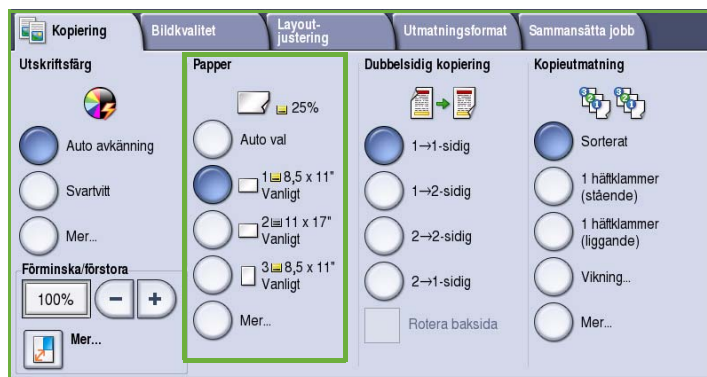 Kopiering
Bildkvalitet
Layout-
justering
Utmatningsformat
Sammansätta jobb
Utskriftsfärg
Auto avkänning
Svartvitt
Mer...
Förminska/förstora
100%
- +
Mer...
Papper
25%
Auto val
1 8,5 x 11"
Vanligt
2 11 x 17"
Vanligt
3 8,5 x 11"
Vanligt
Mer...
Dubbelsidig kopiering
1→1-sidig
1→2-sidig
2→2-sidig
2→1-sidig
Rotera baksida
Kopieutmatning
Sorterat
1 häftklammer
(stående)
1 häftklammer
(liggande)
Vikning...
Mer...